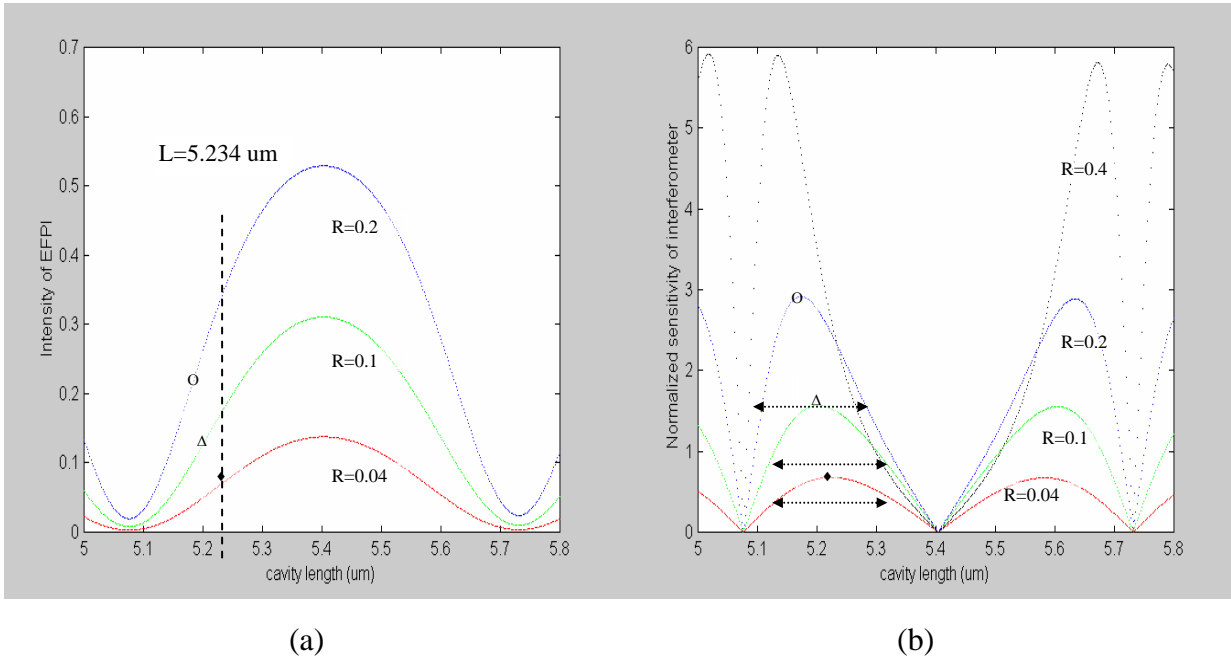 0.7
0.6
0.5
0.4
0.3
0.2
0.1
0
Intensity of EFPI
L=5.234 um
R=0.2
R=0.1
R=0.04
O
Δ
5 5.1 5.2 5.3 5.4 5.5 5.6 5.7 5.8
cavity length (um)
(a)
6
5
4
3
2
1
0
Normalized sensitivity of interferometer
R=0.4
O
R=0.2
Δ
R=0.1
R=0.04
5 5.1 5.2 5.3 5.4 5.5 5.6 5.7 5.8
cavity length (um)
(b)